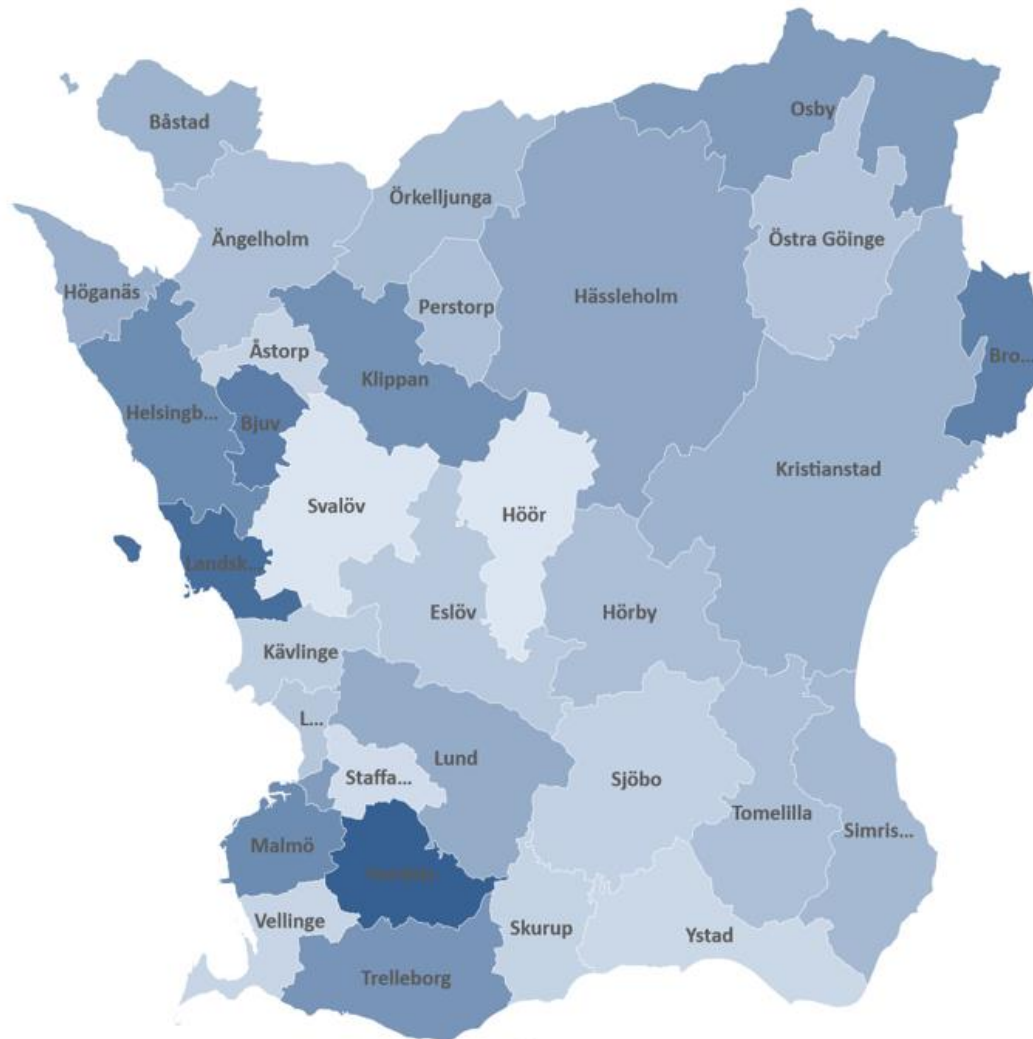 Osby
Båstad
Örkelljunga
Ängelholm
Östra Göinge
Höganäs
Perstorp
Hässleholm
Åstorp
Bro...
Klippan
Helsingb...
Bjuv
Kristianstad
Svalöv
Höör
Landsk...
Eslöv
Hörby
Kävlinge
L...
Lund
Staffa...
Sjöbo
Tomelilla
Simris...
Malmö
Vellinge
Skurup
Ystad
Trelleborg